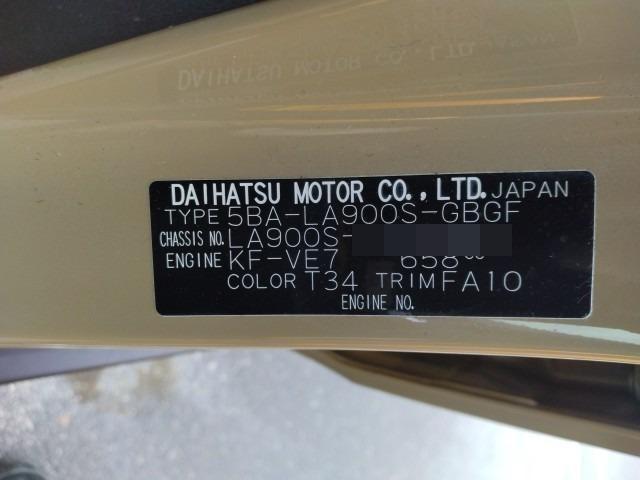 DAIHATSU MOTOR CO., LTD. JAPAN
TYPE 5BA-LA900S-GBGF
CHASSIS NO. LA900S-
ENGINE KF-VE7 658cc
COLOR T34 TRIM FA10
ENGINE NO.